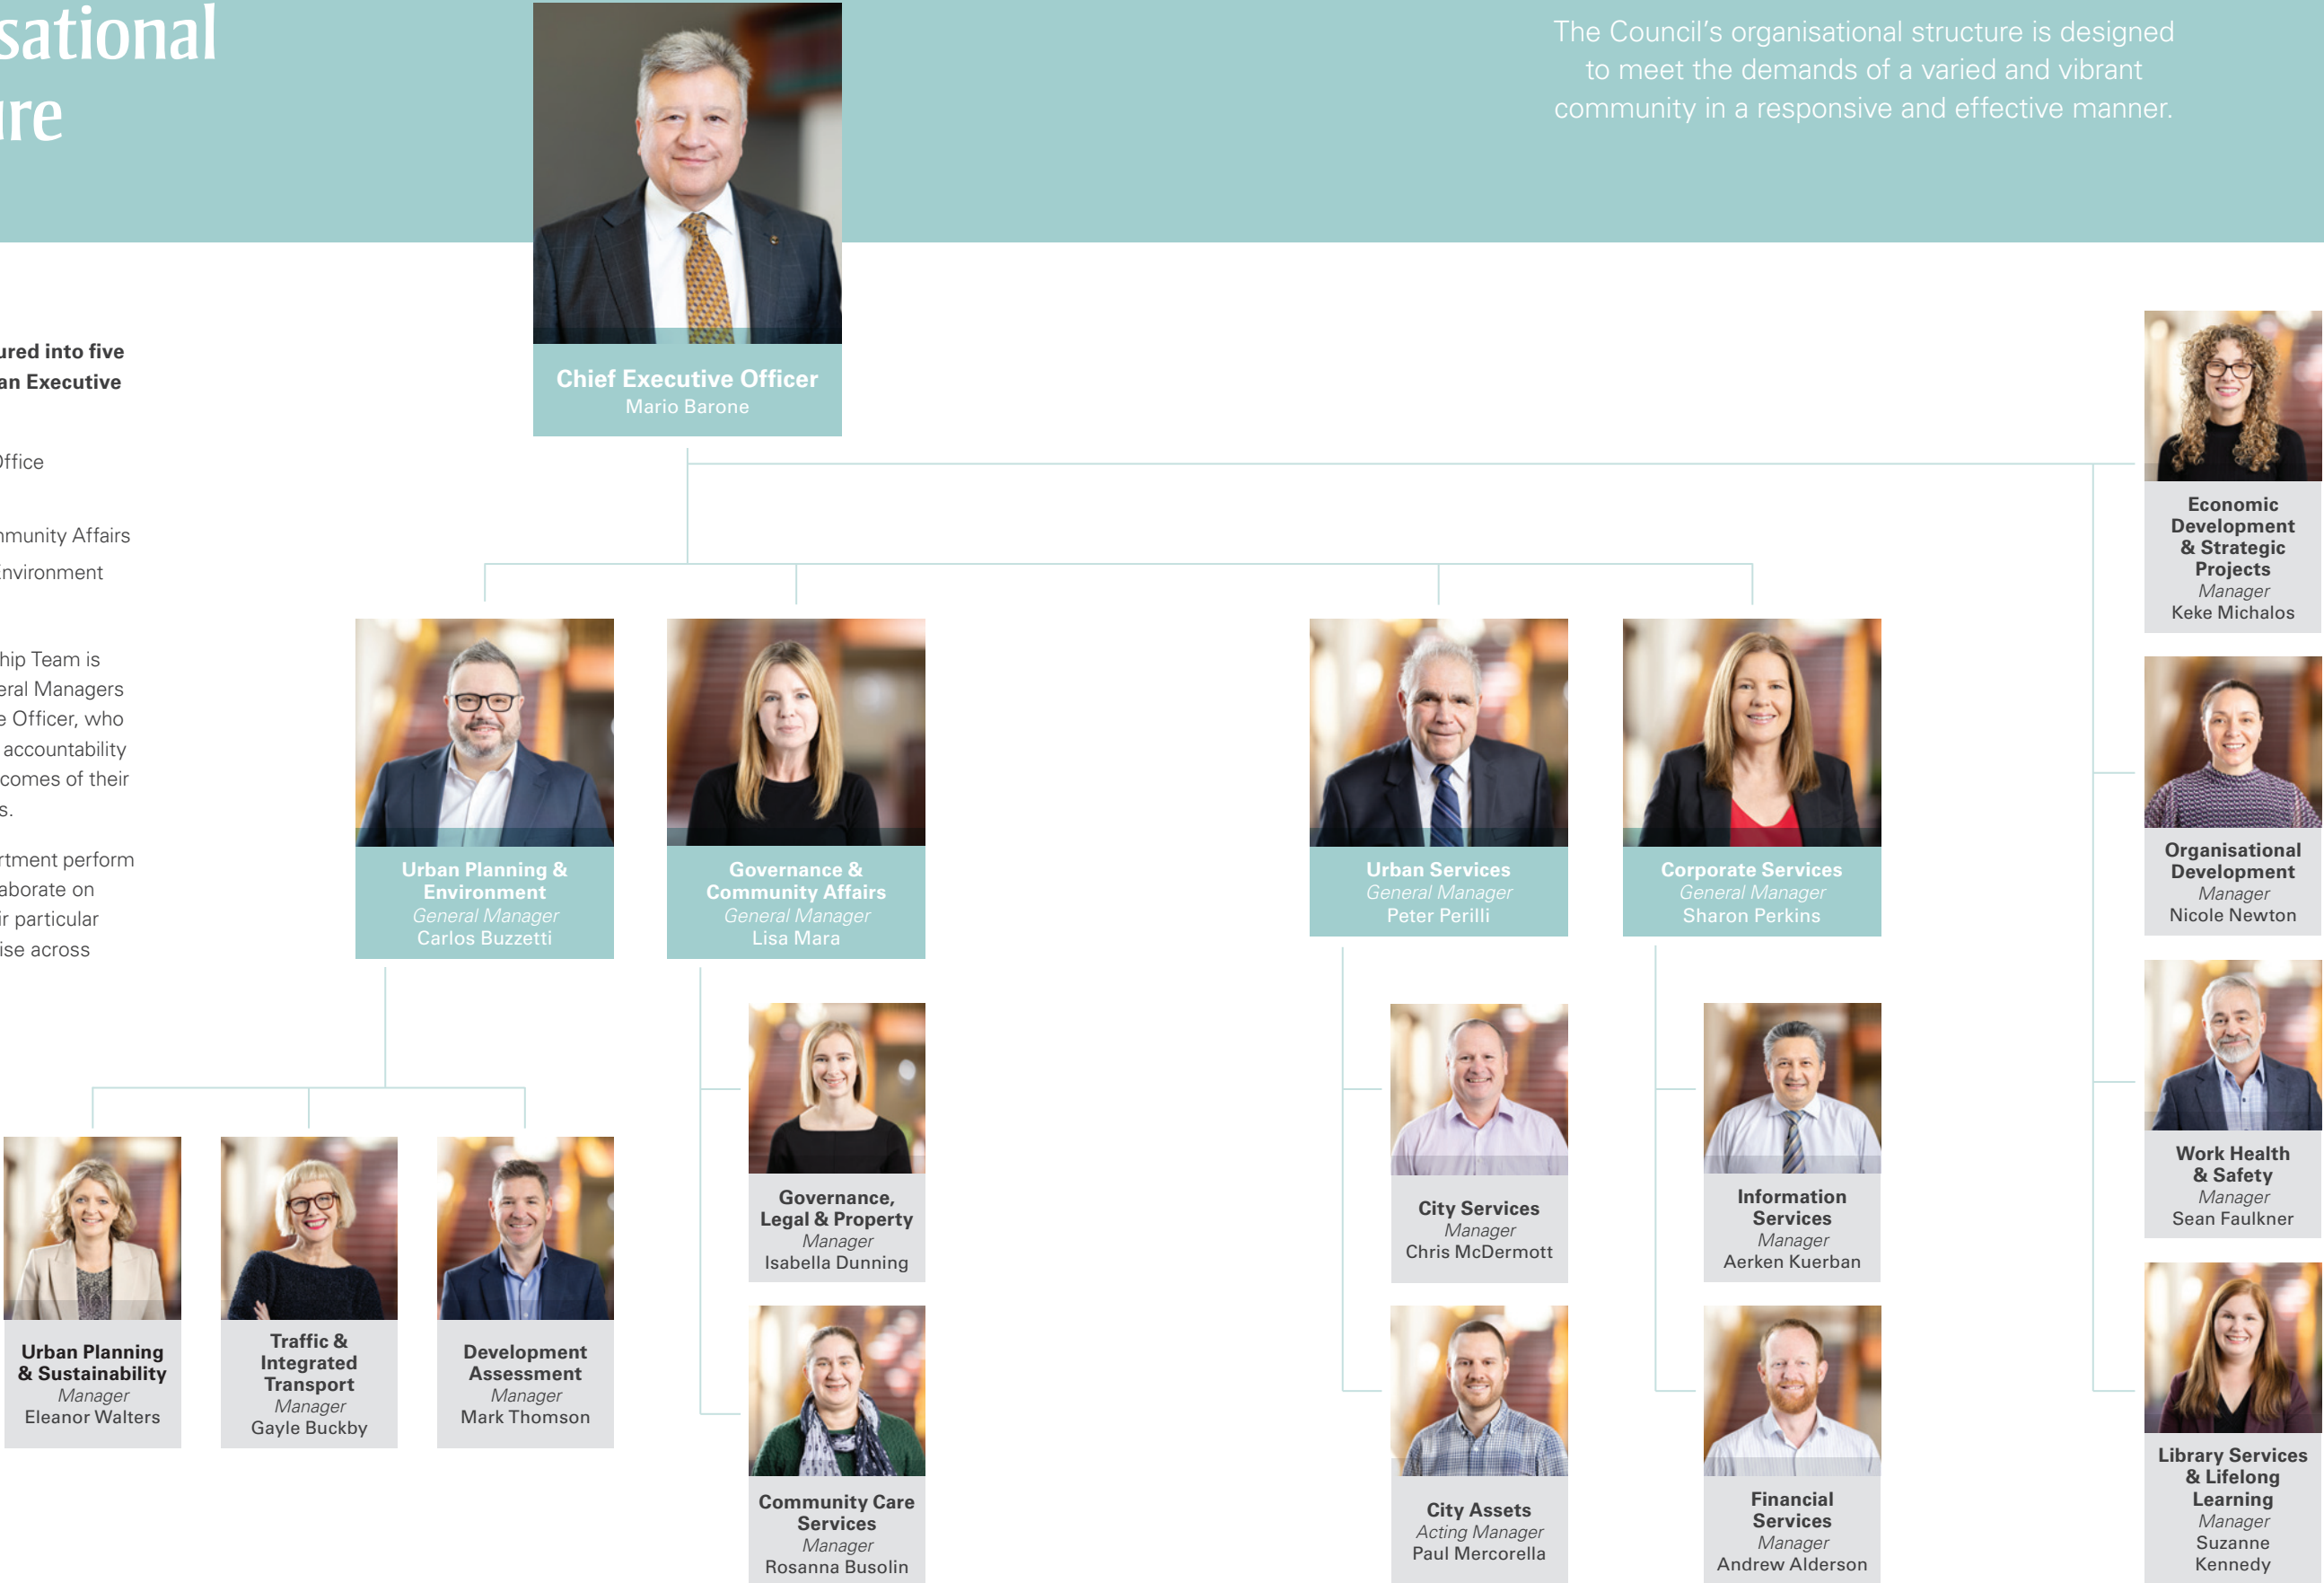 sational
ure
The Council's organisational structure is designed
to meet the demands of a varied and vibrant
community in a responsive and effective manner.
ured into five
an Executive
Office
mmunity Affairs
Environment
hip Team is
eral Managers
e Officer, who
accountability
comes of their
s.
rtment perform
aborate on
ir particular
ise across
Chief Executive Officer
Mario Barone
Urban Planning &
Environment
General Manager
Carlos Buzzetti
Governance &
Community Affairs
General Manager
Lisa Mara
Urban Services
General Manager
Peter Perilli
Corporate Services
General Manager
Sharon Perkins
Urban Planning
& Sustainability
Manager
Eleanor Walters
Traffic &
Integrated
Transport
Manager
Gayle Buckby
Development
Assessment
Manager
Mark Thomson
Governance,
Legal & Property
Manager
Isabella Dunning
Community Care
Services
Manager
Rosanna Busolin
City Services
Manager
Chris McDermott
City Assets
Acting Manager
Paul Mercorella
Information
Services
Manager
Aerken Kuerban
Financial
Services
Manager
Andrew Alderson
Economic
Development
& Strategic
Projects
Manager
Keke Michalos
Organisational
Development
Manager
Nicole Newton
Work Health
& Safety
Manager
Sean Faulkner
Library Services
& Lifelong
Learning
Manager
Suzanne
Kennedy